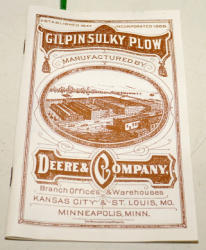 ESTABLISHED 1847 INCORPORATED 1868
GILPIN SULKY PLOW
MANUFACTURED BY
DEERE & COMPANY.
Branch Offices & Warehouses
KANSAS CITY & ST. LOUIS, MO.
MINNEAPOLIS, MINN.